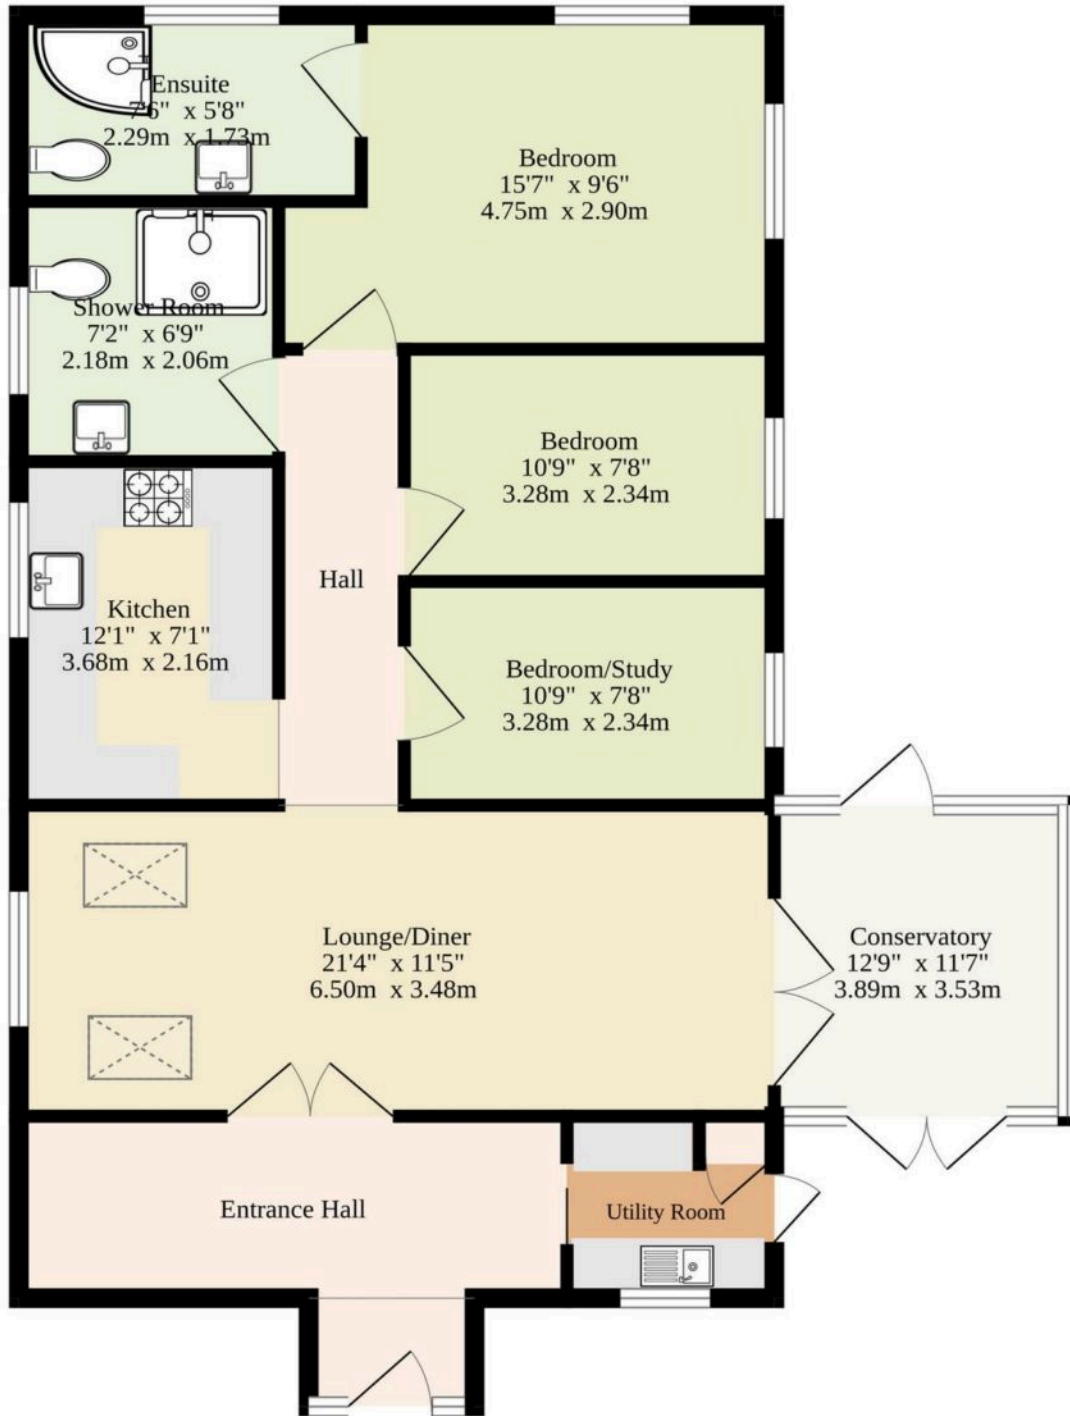 Ensuite
7'6" x 5'8"
2.29m x 1.73m
Bedroom
15'7" x 9'6"
4.75m x 2.90m
Shower Room
7'2" x 6'9"
2.18m x 2.06m
Bedroom
10'9" x 7'8"
3.28m x 2.34m
Hall
Kitchen
12'1" x 7'1"
3.68m x 2.16m
Bedroom/Study
10'9" x 7'8"
3.28m x 2.34m
Lounge/Diner
21'4" x 11'5"
6.50m x 3.48m
Conservatory
12'9" x 11'7"
3.89m x 3.53m
Entrance Hall
Utility Room